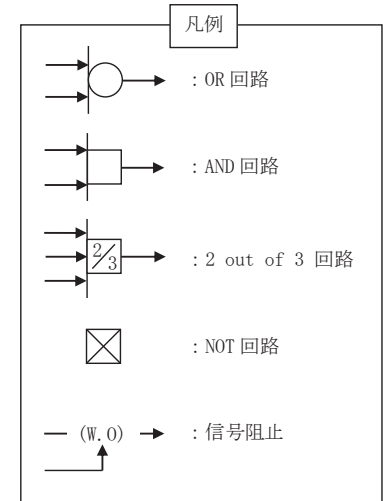 凡例
：OR 回路
：AND 回路
2/3
：2 out of 3 回路
：NOT 回路
(W.O)
：信号阻止